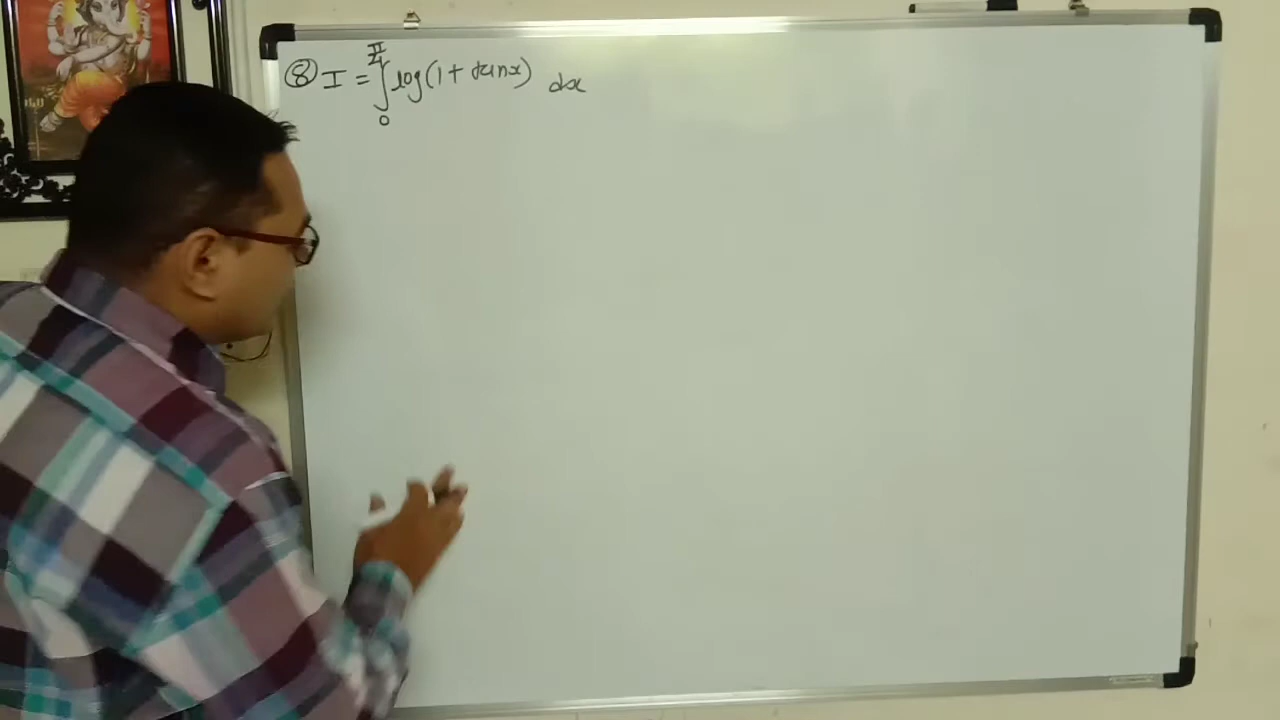 ⑧ I = ∫₀^(π/4) log(1 + tanx) dx